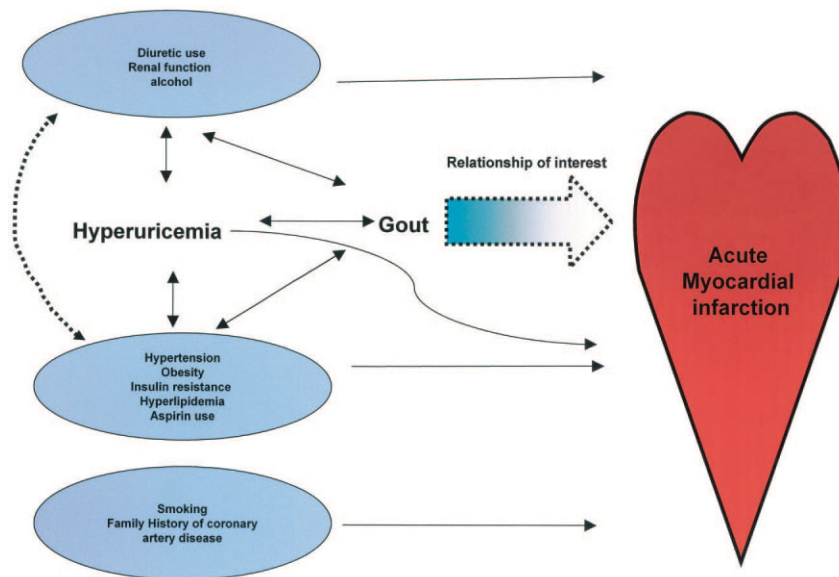 Diuretic use
Renal function
alcohol
Relationship of interest
Hyperuricemia
Gout
Acute
Myocardial
infarction
Hypertension
Obesity
Insulin resistance
Hyperlipidemia
Aspirin use
Smoking
Family History of coronary
artery disease